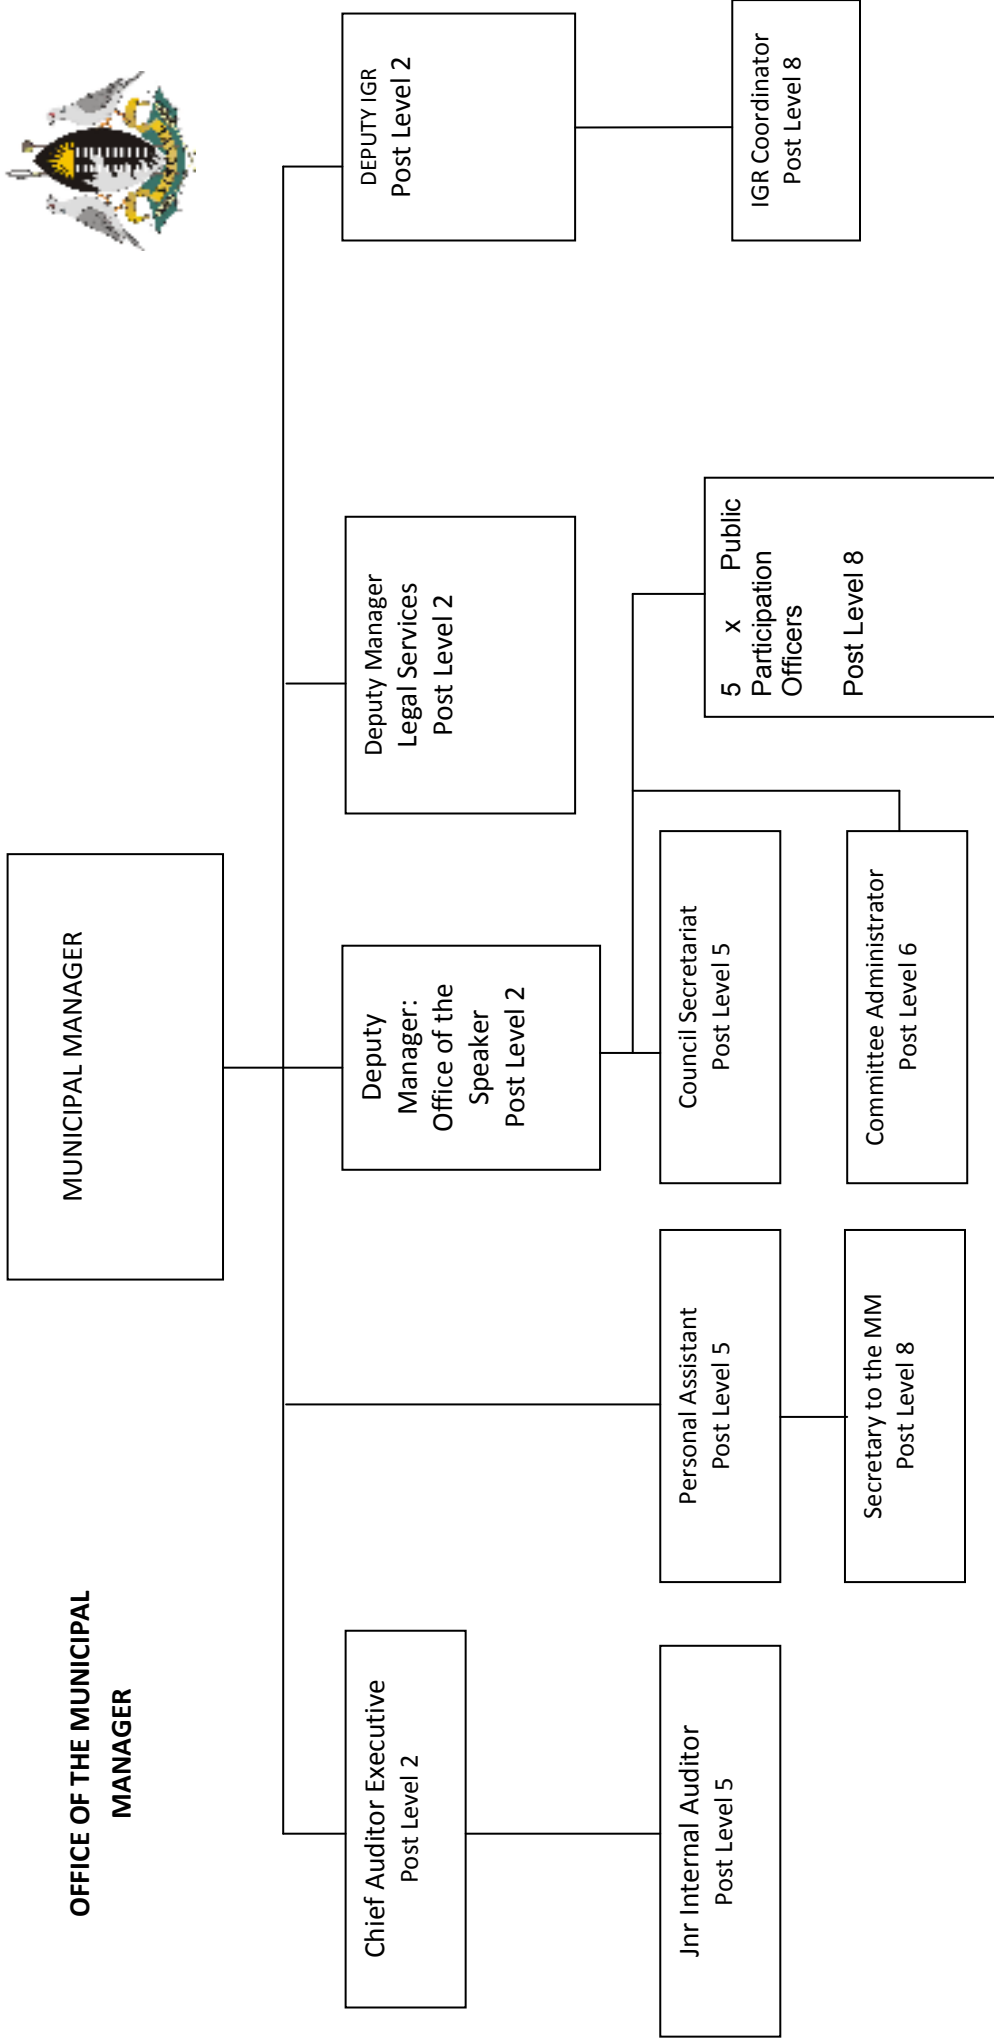 OFFICE OF THE MUNICIPAL
MANAGER
MUNICIPAL MANAGER
Chief Auditor Executive
Post Level 2
Jnr Internal Auditor
Post Level 5
Personal Assistant
Post Level 5
Secretary to the MM
Post Level 8
Deputy
Manager:
Office of the
Speaker
Post Level 2
Council Secretariat
Post Level 5
Committee Administrator
Post Level 6
5 x Public
Participation
Officers
Post Level 8
Deputy Manager
Legal Services
Post Level 2
DEPUTY IGR
Post Level 2
IGR Coordinator
Post Level 8